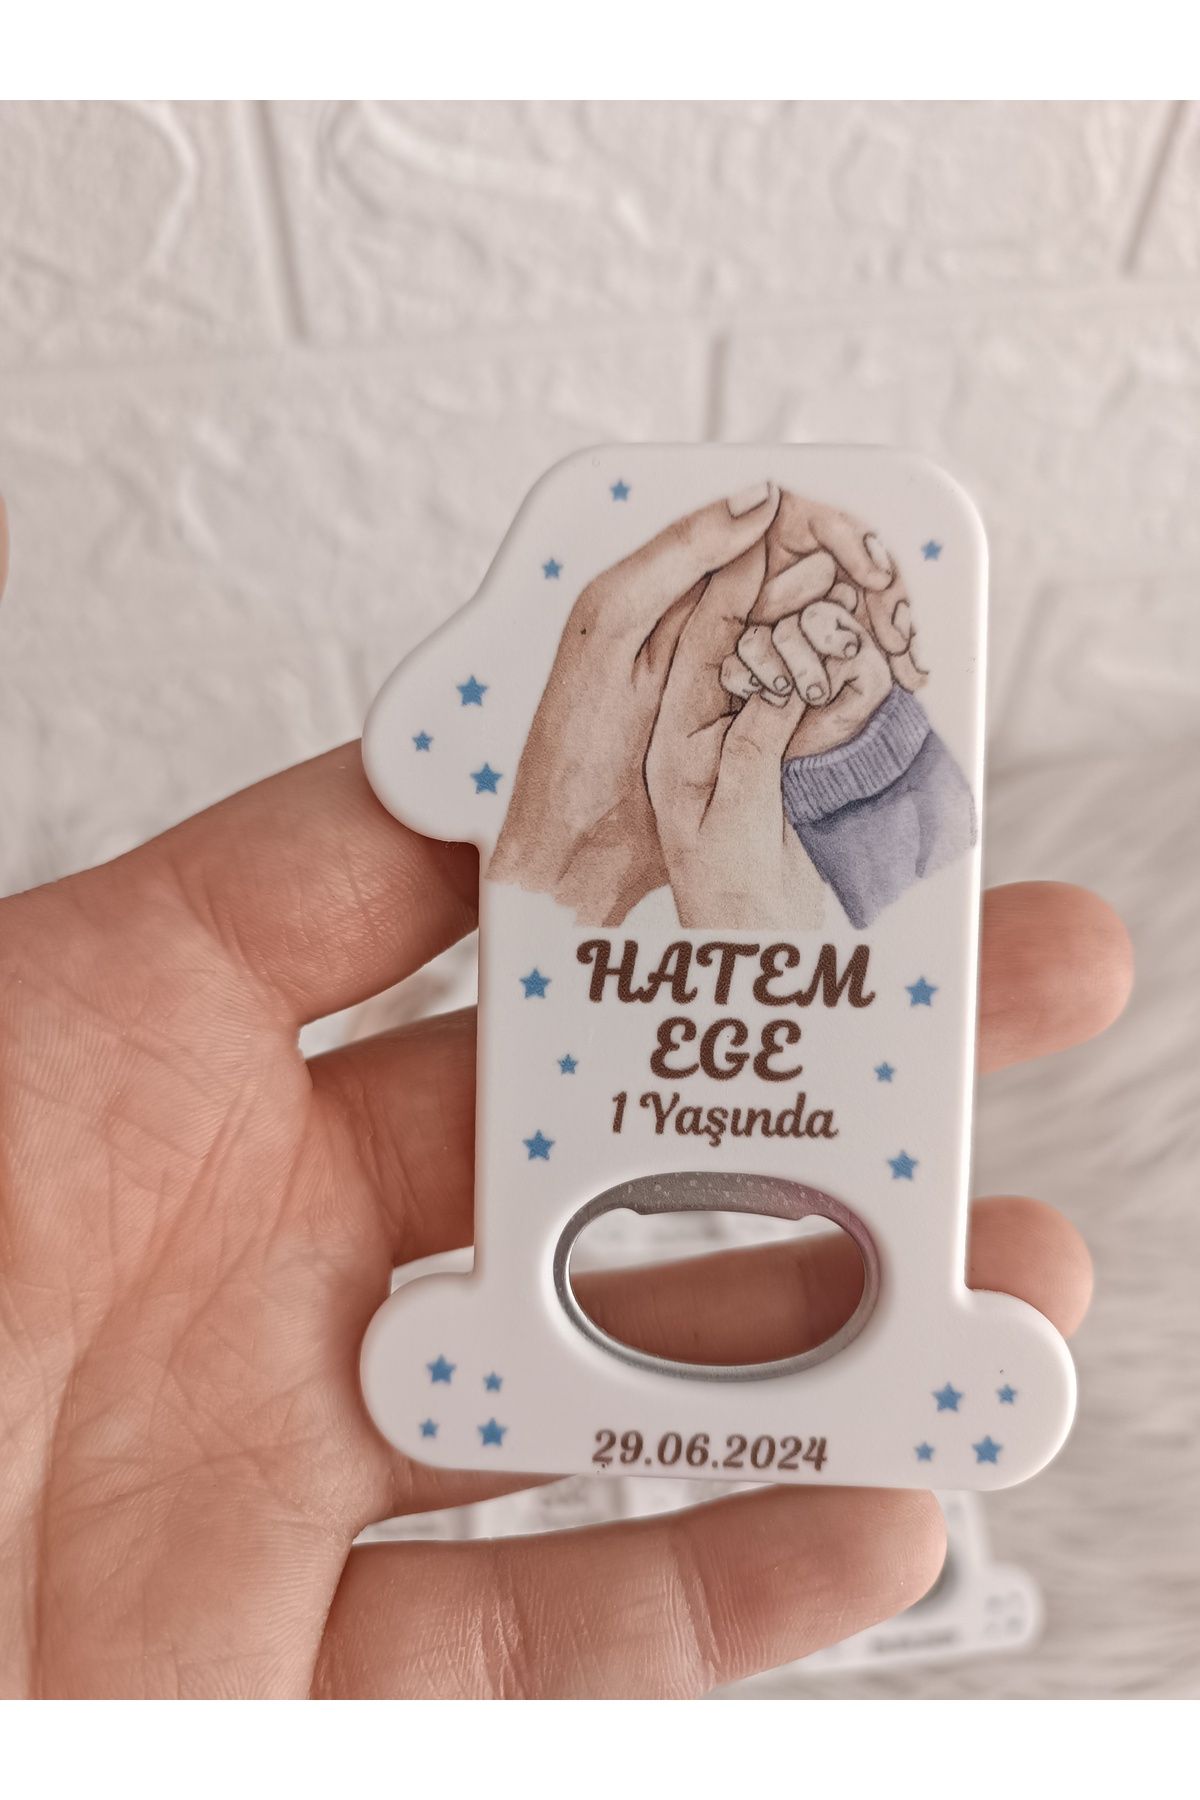 HATEM
EGE
1 Yaşında
29.06.2024